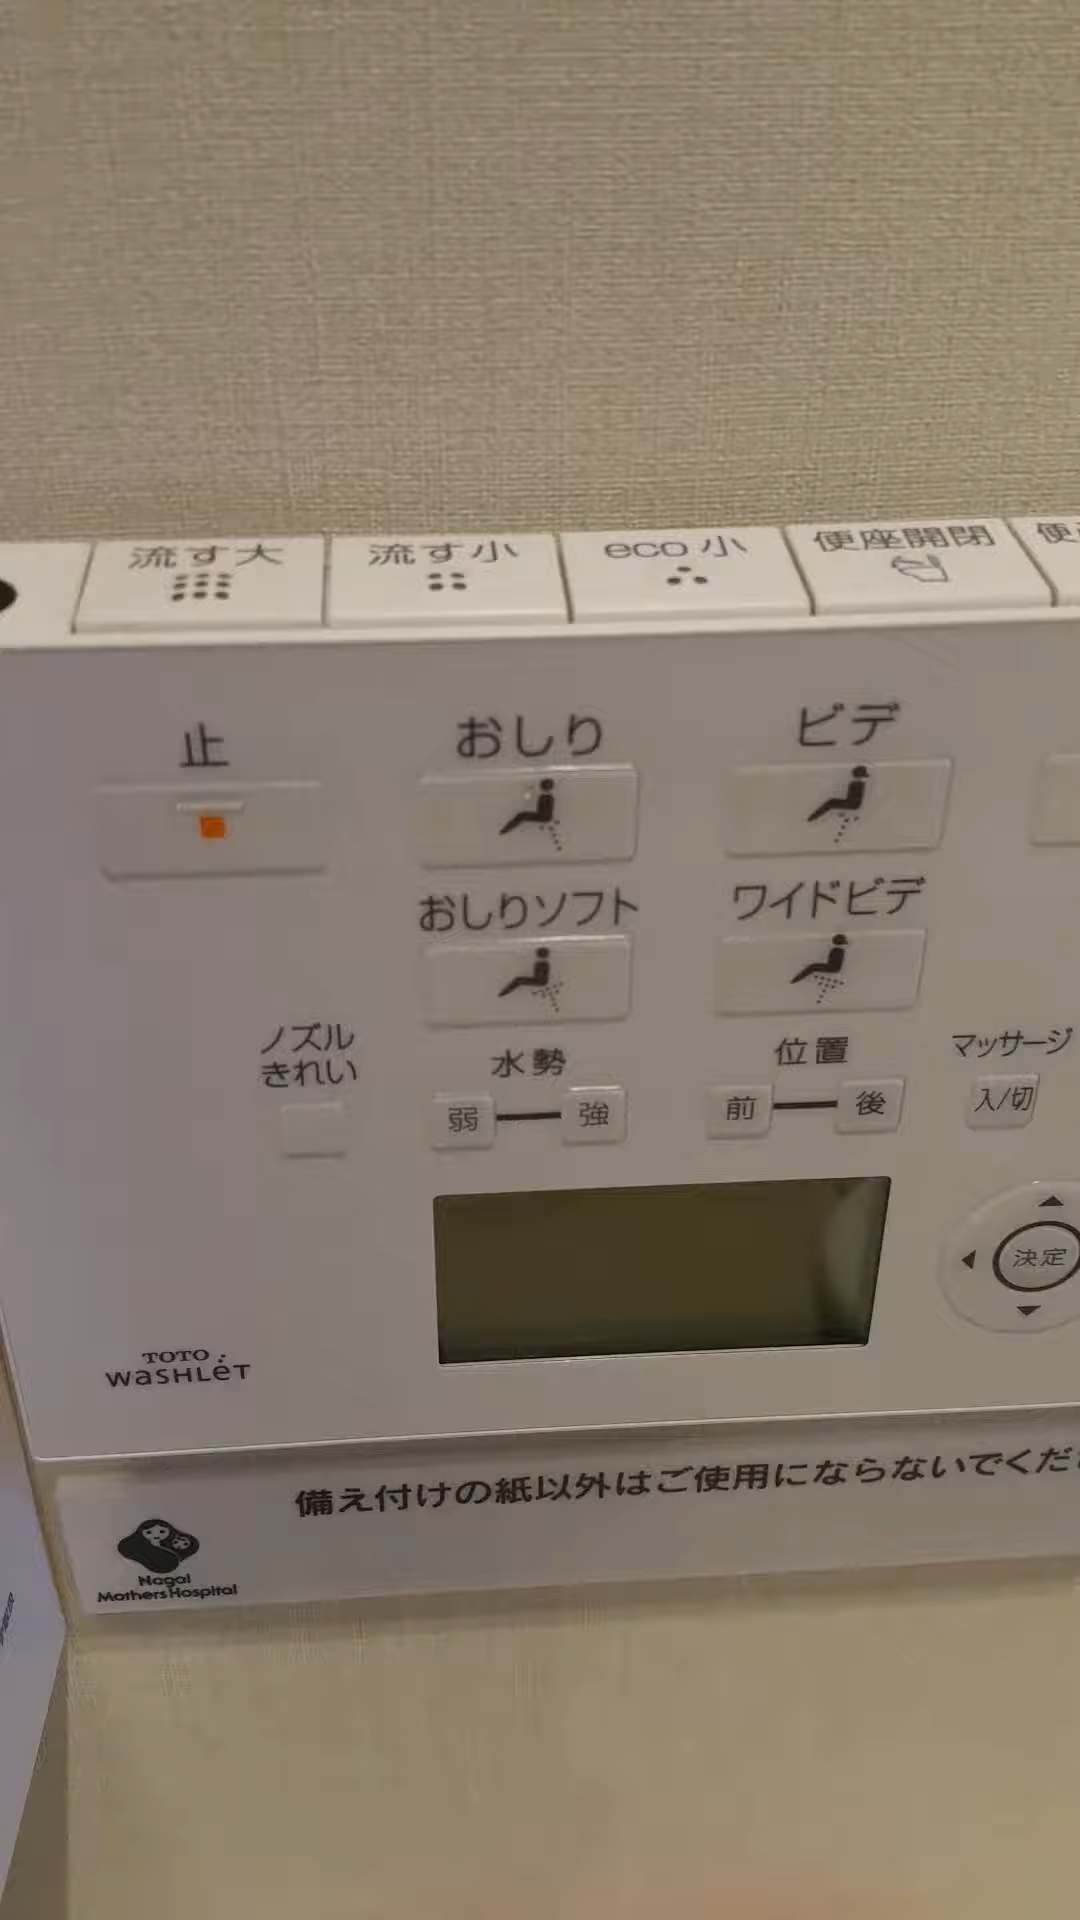 流す大
流す小
eco小
便座開閉
止
おしり
ビデ
おしりソフト
ワイドビデ
ノズル
きれい
水勢
弱
強
位置
前
後
マッサージ
入/切
決定
TOTO
WASHLET
備え付けの紙以外はご使用にならないでくだ
Nagai
MothersHospital